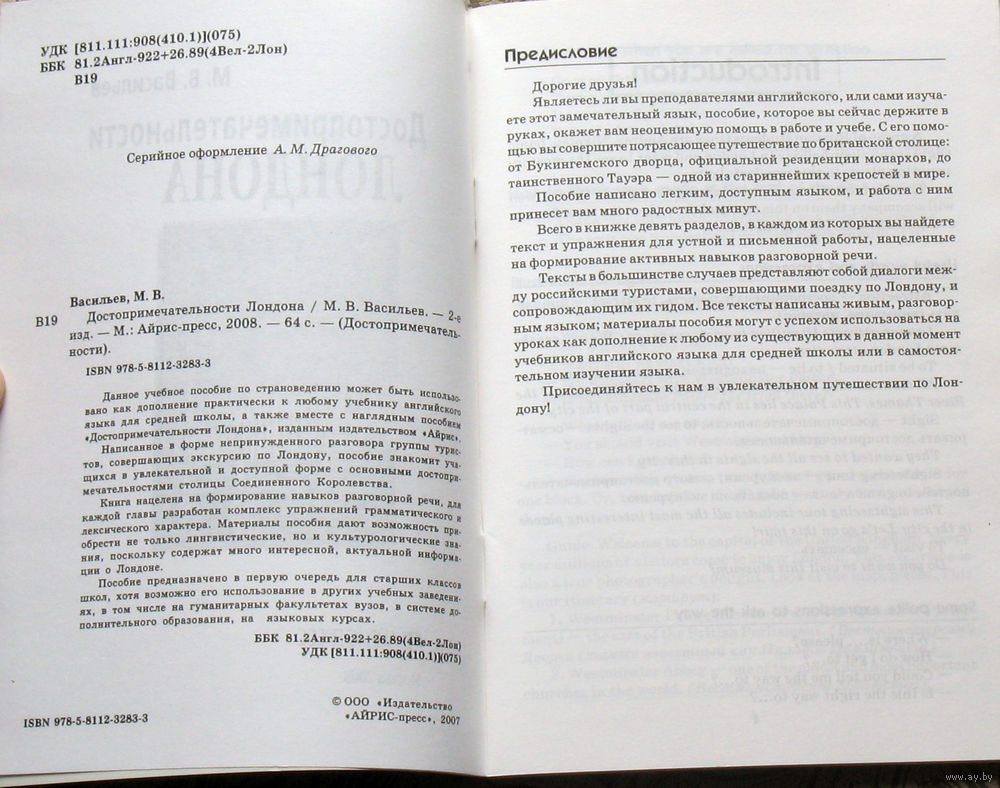 УДК [811.111:908(410.1)](075)
ББК 81.2Англ-922+26.89(4Вел-2Лон)
В19
Серийное оформление А. М. Драгового
Васильев, М. В.
В19 Достопримечательности Лондона / М. В. Васильев. — 2-е
изд. — М.: Айрис-пресс, 2008. — 64 с. — (Достопримечатель-
ности).
ISBN 978-5-8112-3283-3
Данное учебное пособие по страноведению может быть использо-
вано как дополнение практически к любому учебнику английского
языка для средней школы, а также вместе с наглядным пособием
«Достопримечательности Лондона», изданным издательством «Айрис».
Написанное в форме непринужденного разговора группы турис-
тов, совершающих экскурсию по Лондону, пособие знакомит уча-
щихся в увлекательной и доступной форме с основными достопри-
мечательностями столицы Соединенного Королевства.
Книга нацелена на формирование навыков разговорной речи, для
каждой главы разработан комплекс упражнений грамматического и
лексического характера. Материалы пособия дают возможность при-
обрести не только лингвистические, но и культурологические зна-
ния, поскольку содержат много интересной, актуальной информа-
ции о Лондоне.
Пособие предназначено в первую очередь для старших классов
школ, хотя возможно его использование в других учебных заведени-
ях, в том числе на гуманитарных факультетах вузов, в системе до-
полнительного образования, на языковых курсах.
ББК 81.2Англ-922+26.89(4Вел-2Лон)
УДК [811.111:908(410.1)](075)
ISBN 978-5-8112-3283-3
© ООО «Издательство
«АЙРИС-пресс», 2007
Предисловие
Дорогие друзья!
Являетесь ли вы преподавателями английского, или сами изуча-
ете этот замечательный язык, пособие, которое вы сейчас держите в
руках, окажет вам неоценимую помощь в работе и учебе. С его помо-
щью вы совершите потрясающее путешествие по британской столице:
от Букингемского дворца, официальной резиденции монархов, до
таинственного Тауэра — одной из стариннейших крепостей в мире.
Пособие написано легким, доступным языком, и работа с ним
принесет вам много радостных минут.
Всего в книжке девять разделов, в каждом из которых вы найдете
текст и упражнения для устной и письменной работы, нацеленные
на формирование активных навыков разговорной речи.
Тексты в большинстве случаев представляют собой диалоги меж-
ду российскими туристами, совершающими поездку по Лондону, и
сопровождающим их гидом. Все тексты написаны живым, разговор-
ным языком; материалы пособия могут с успехом использоваться на
уроках как дополнение к любому из существующих в данной момент
учебников английского языка для средней школы или в самостоя-
тельном изучении языка.
Присоединяйтесь к нам в увлекательном путешествии по Лон-
дону!
www.ay.by